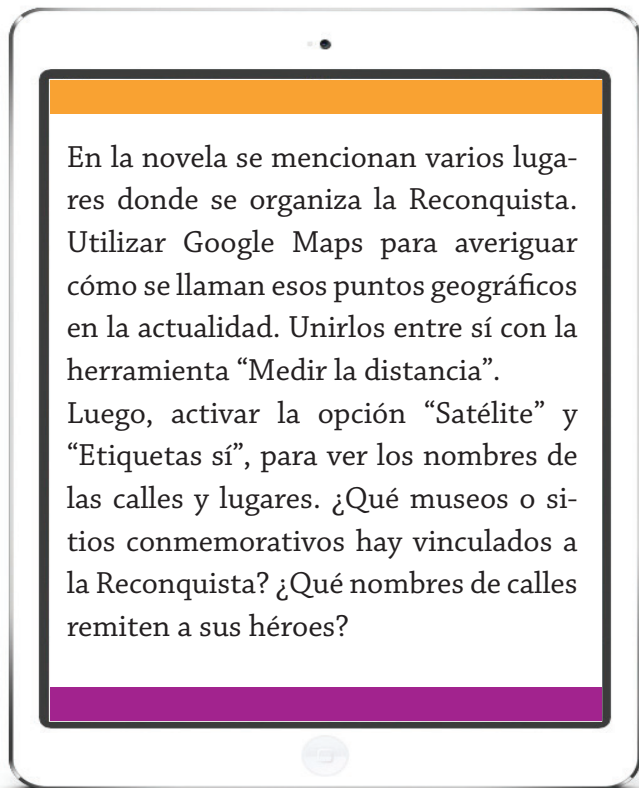 En la novela se mencionan varios luga-
res donde se organiza la Reconquista.
Utilizar Google Maps para averiguar
cómo se llaman esos puntos geográficos
en la actualidad. Unirlos entre sí con la
herramienta “Medir la distancia”.
Luego, activar la opción “Satélite” y
“Etiquetas sí”, para ver los nombres de
las calles y lugares. ¿Qué museos o si-
tios conmemorativos hay vinculados a
la Reconquista? ¿Qué nombres de calles
remiten a sus héroes?